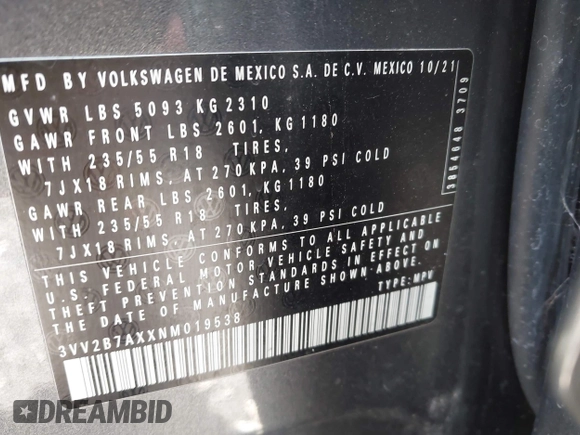 MFD BY VOLKSWAGEN DE MEXICO S.A. DE C.V. MEXICO 10/21
GVWR LBS 5093 KG 2310
GAWR FRONT LBS 2601, KG 1180
WITH 235/55 R18 TIRES,
7JX18 RIMS, AT 270 KPA, 39 PSI COLD
GAWR REAR LBS 2601, KG 1180
WITH 235/55 R18 TIRES,
7JX18 RIMS, AT 270 KPA, 39 PSI COLD
THIS VEHICLE CONFORMS TO ALL APPLICABLE
U.S. FEDERAL MOTOR VEHICLE SAFETY AND
THEFT PREVENTION STANDARDS IN EFFECT ON
THE DATE OF MANUFACTURE SHOWN ABOVE.
TYPE: MPV
3VV2B7AXXNM019538
3854648 3709
DREAMBID